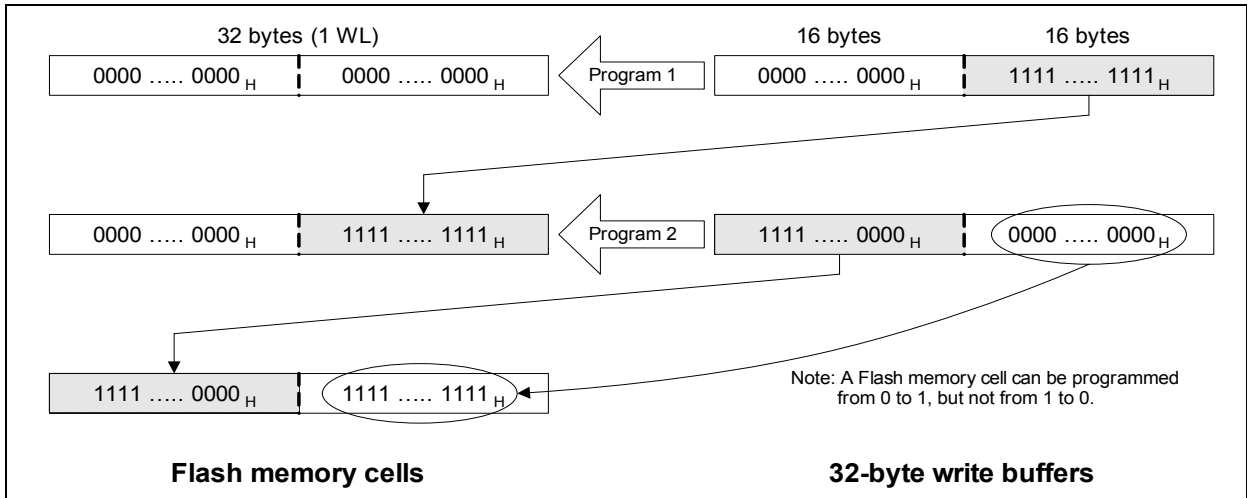 32 bytes (1 WL)
16 bytes
16 bytes
0000 ..... 0000 H
0000 ..... 0000 H
Program 1
0000 ..... 0000 H
1111 ..... 1111 H
0000 ..... 0000 H
1111 ..... 1111 H
Program 2
1111 ..... 0000 H
0000 ..... 0000 H
1111 ..... 0000 H
1111 ..... 1111 H
Note: A Flash memory cell can be programmed
from 0 to 1, but not from 1 to 0.
Flash memory cells
32-byte write buffers